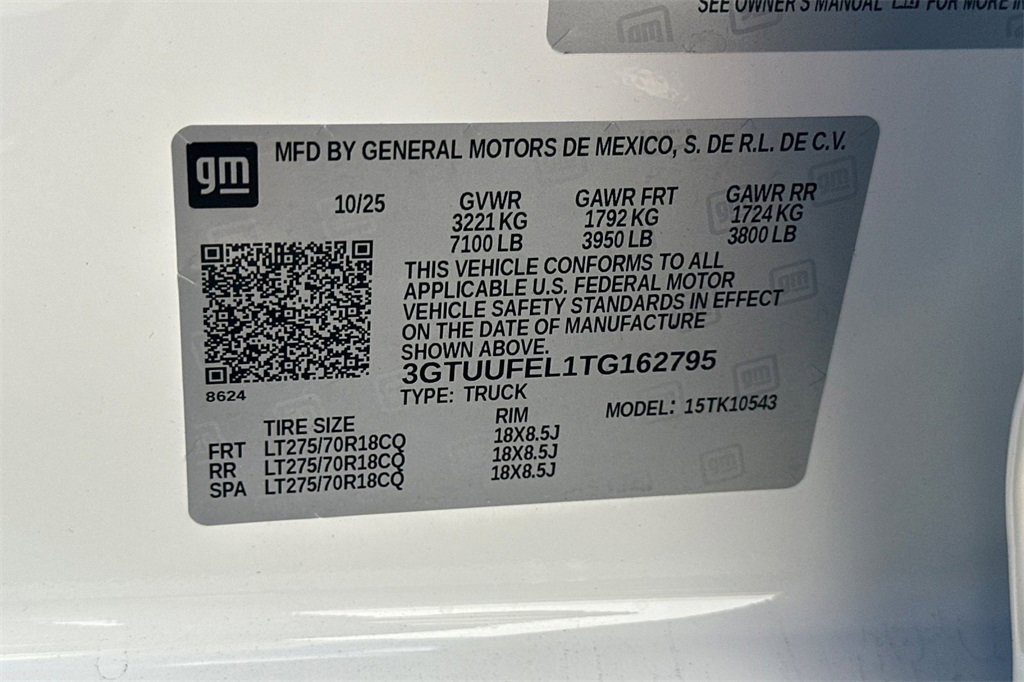 SEE OWNER'S MANUAL FOR MORE IN
gm
MFD BY GENERAL MOTORS DE MEXICO, S. DE R.L. DE C.V.
10/25 GVWR GAWR FRT GAWR RR
3221 KG 1792 KG 1724 KG
7100 LB 3950 LB 3800 LB
THIS VEHICLE CONFORMS TO ALL
APPLICABLE U.S. FEDERAL MOTOR
VEHICLE SAFETY STANDARDS IN EFFECT
ON THE DATE OF MANUFACTURE
SHOWN ABOVE.
3GTUUFEL1TG162795
8624
TYPE: TRUCK MODEL: 15TK10543
TIRE SIZE RIM
FRT LT275/70R18CQ 18X8.5J
RR LT275/70R18CQ 18X8.5J
SPA LT275/70R18CQ 18X8.5J